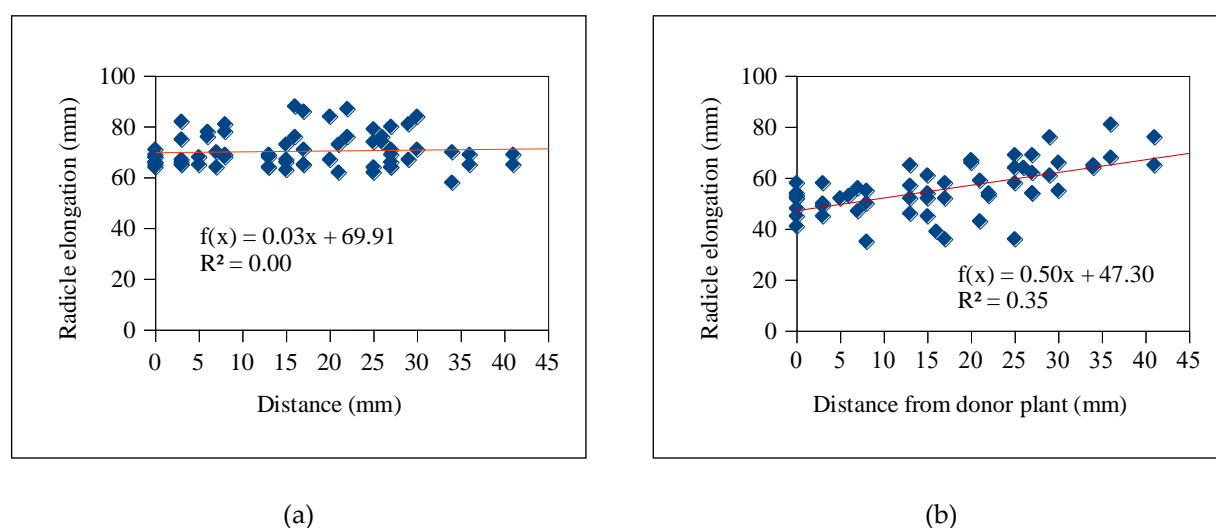 100
80
60
40
20
0
Radicle elongation (mm)
f(x) = 0.03x + 69.91
R² = 0.00
0 5 10 15 20 25 30 35 40 45
Distance (mm)
(a)
100
80
60
40
20
0
Radicle elongation (mm)
f(x) = 0.50x + 47.30
R² = 0.35
0 5 10 15 20 25 30 35 40 45
Distance from donor plant (mm)
(b)